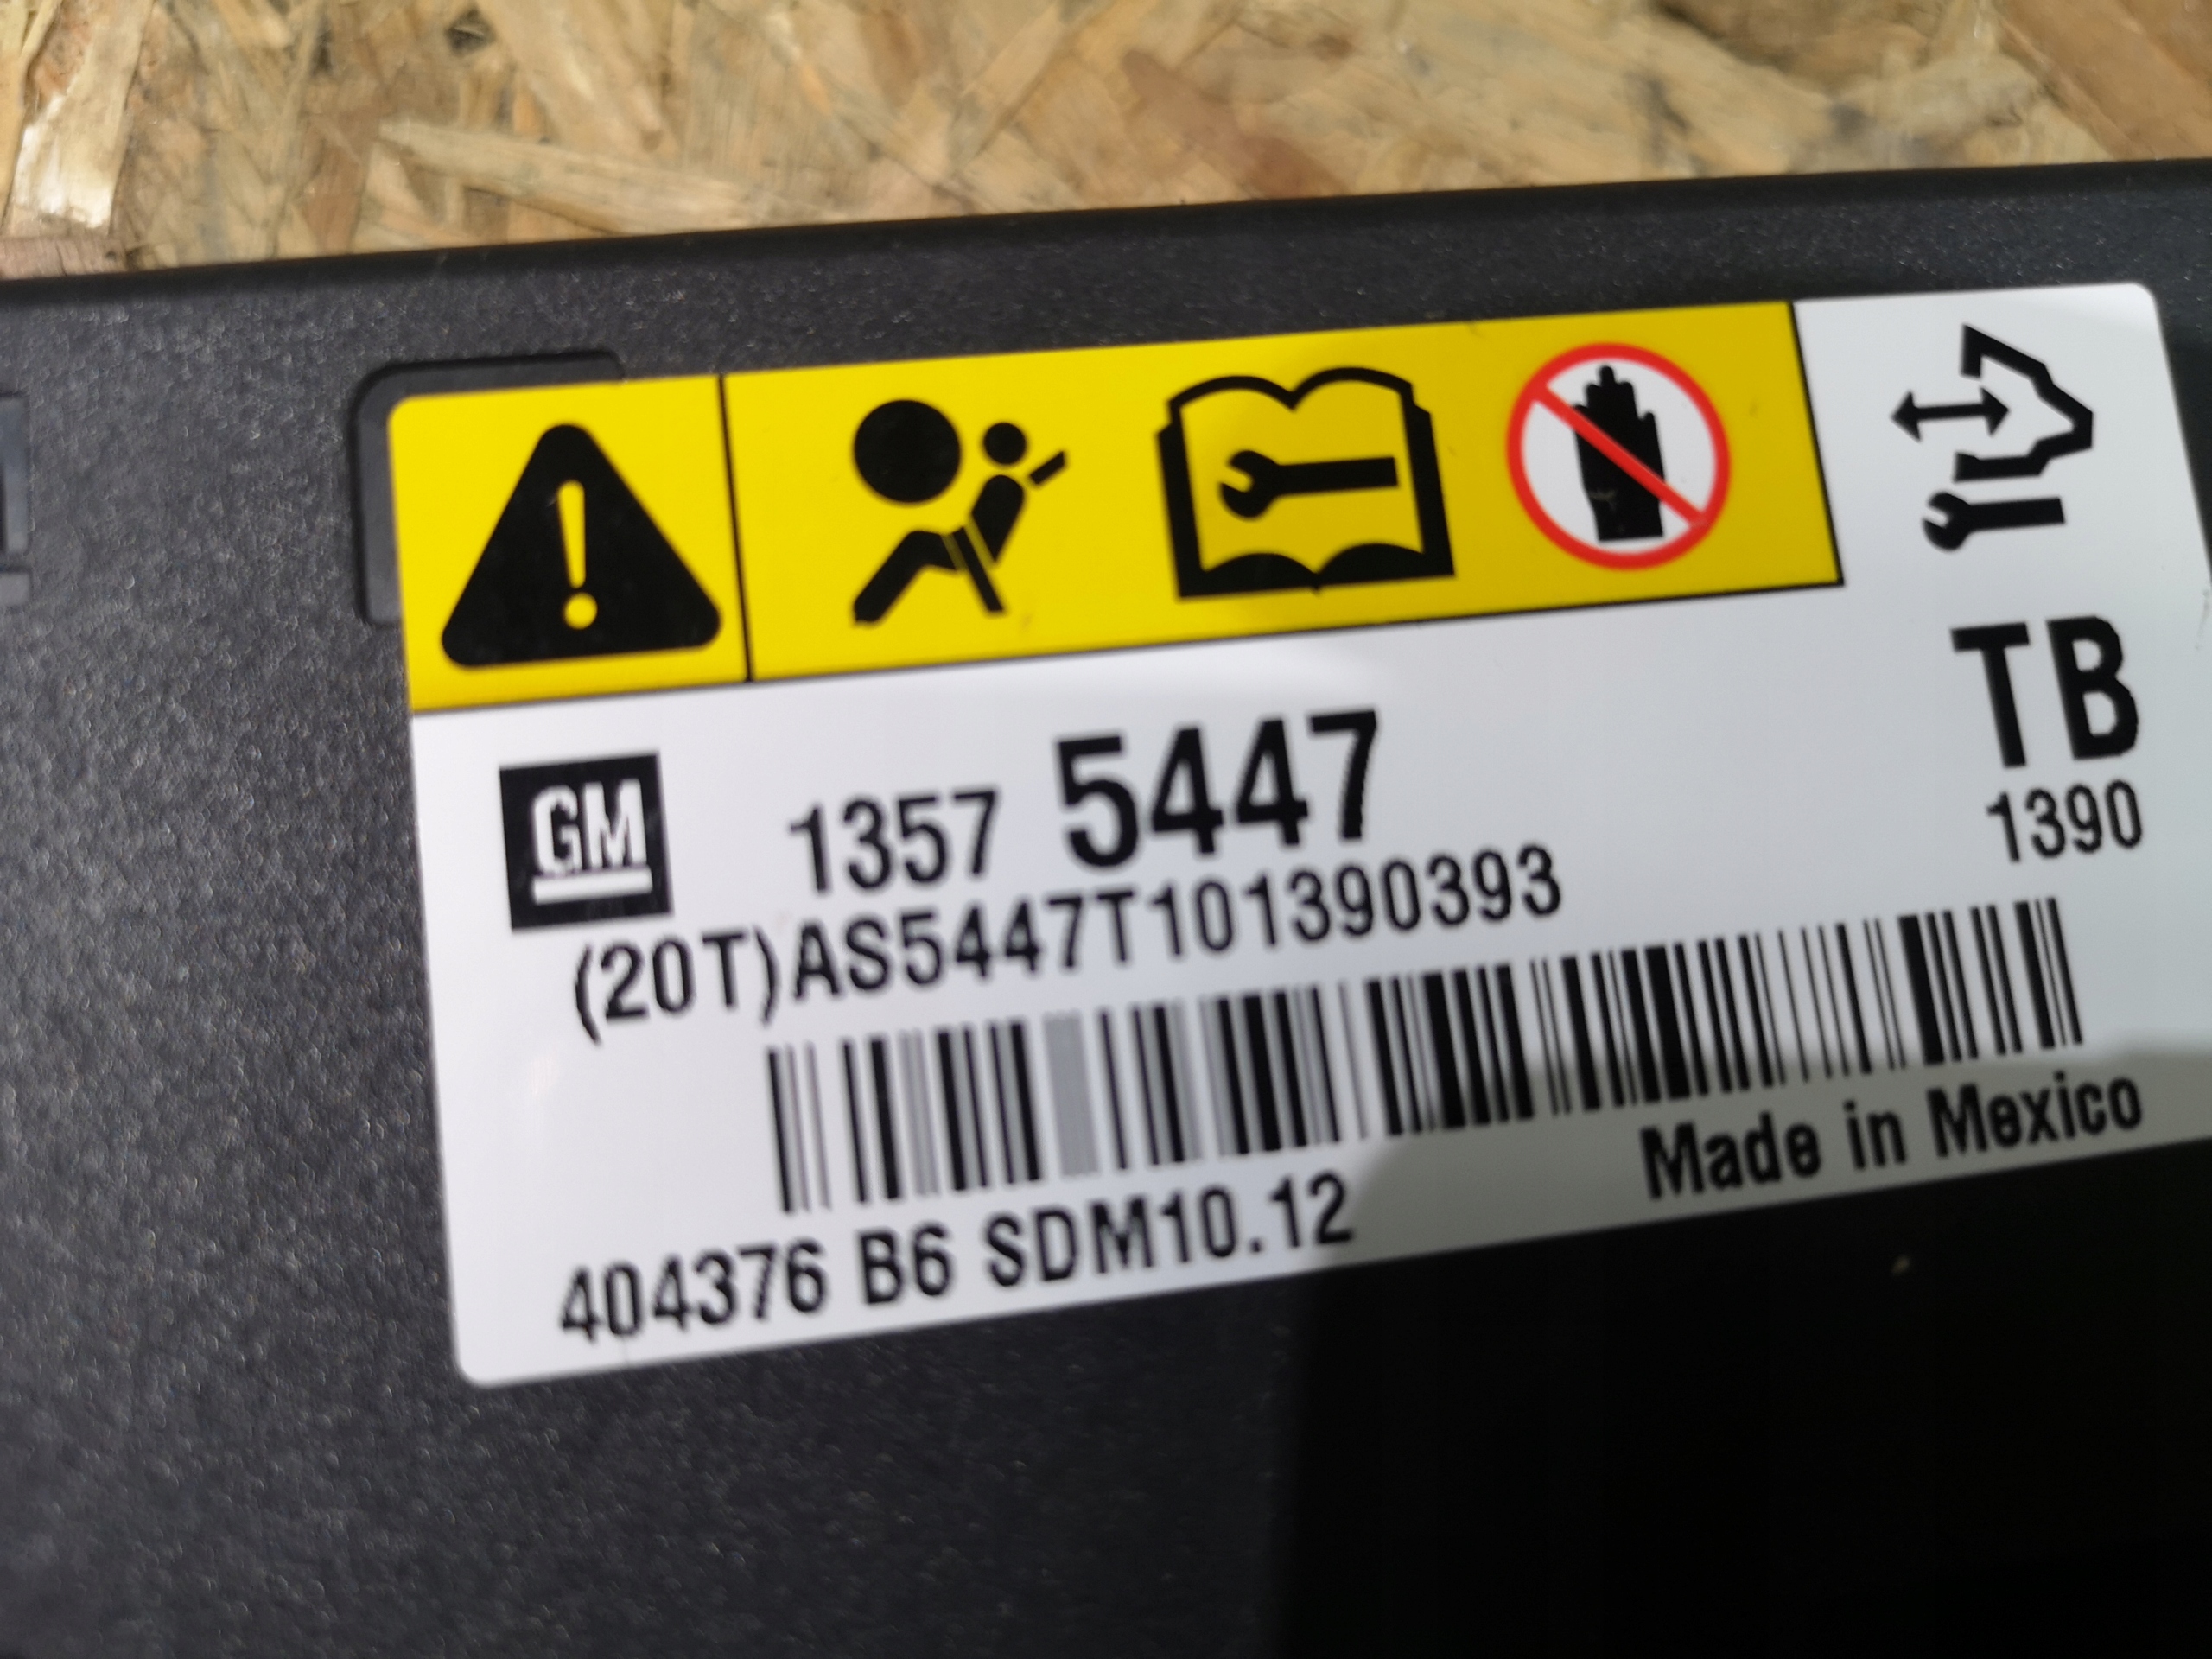 TB
GM 1357 5447
1390
(20T)AS5447T101390393
Made in Mexico
404376 B6 SDM10.12